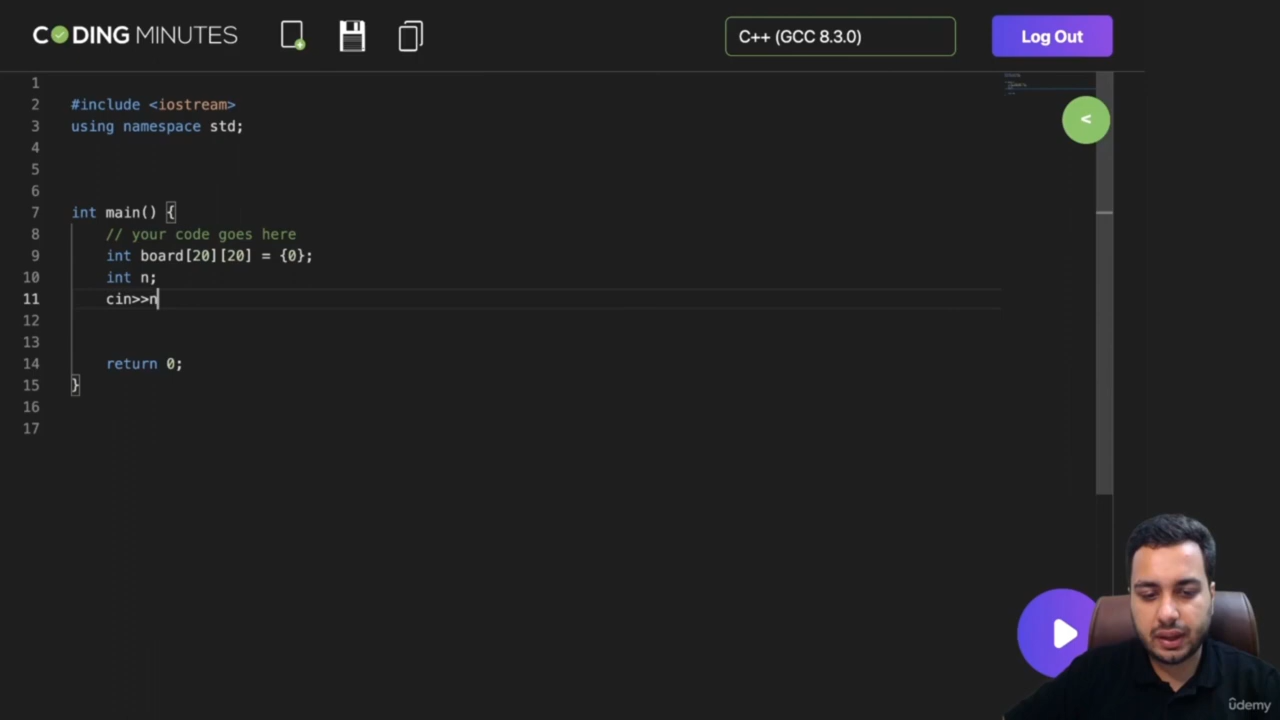 CODING MINUTES
C++ (GCC 8.3.0)
Log Out
<
1
2 #include <iostream>
3 using namespace std;
4
5
6
7 int main() {
8 // your code goes here
9 int board[20][20] = {0};
10 int n;
11 cin>>n
12
13
14 return 0;
15 }
16
17
ûdemy